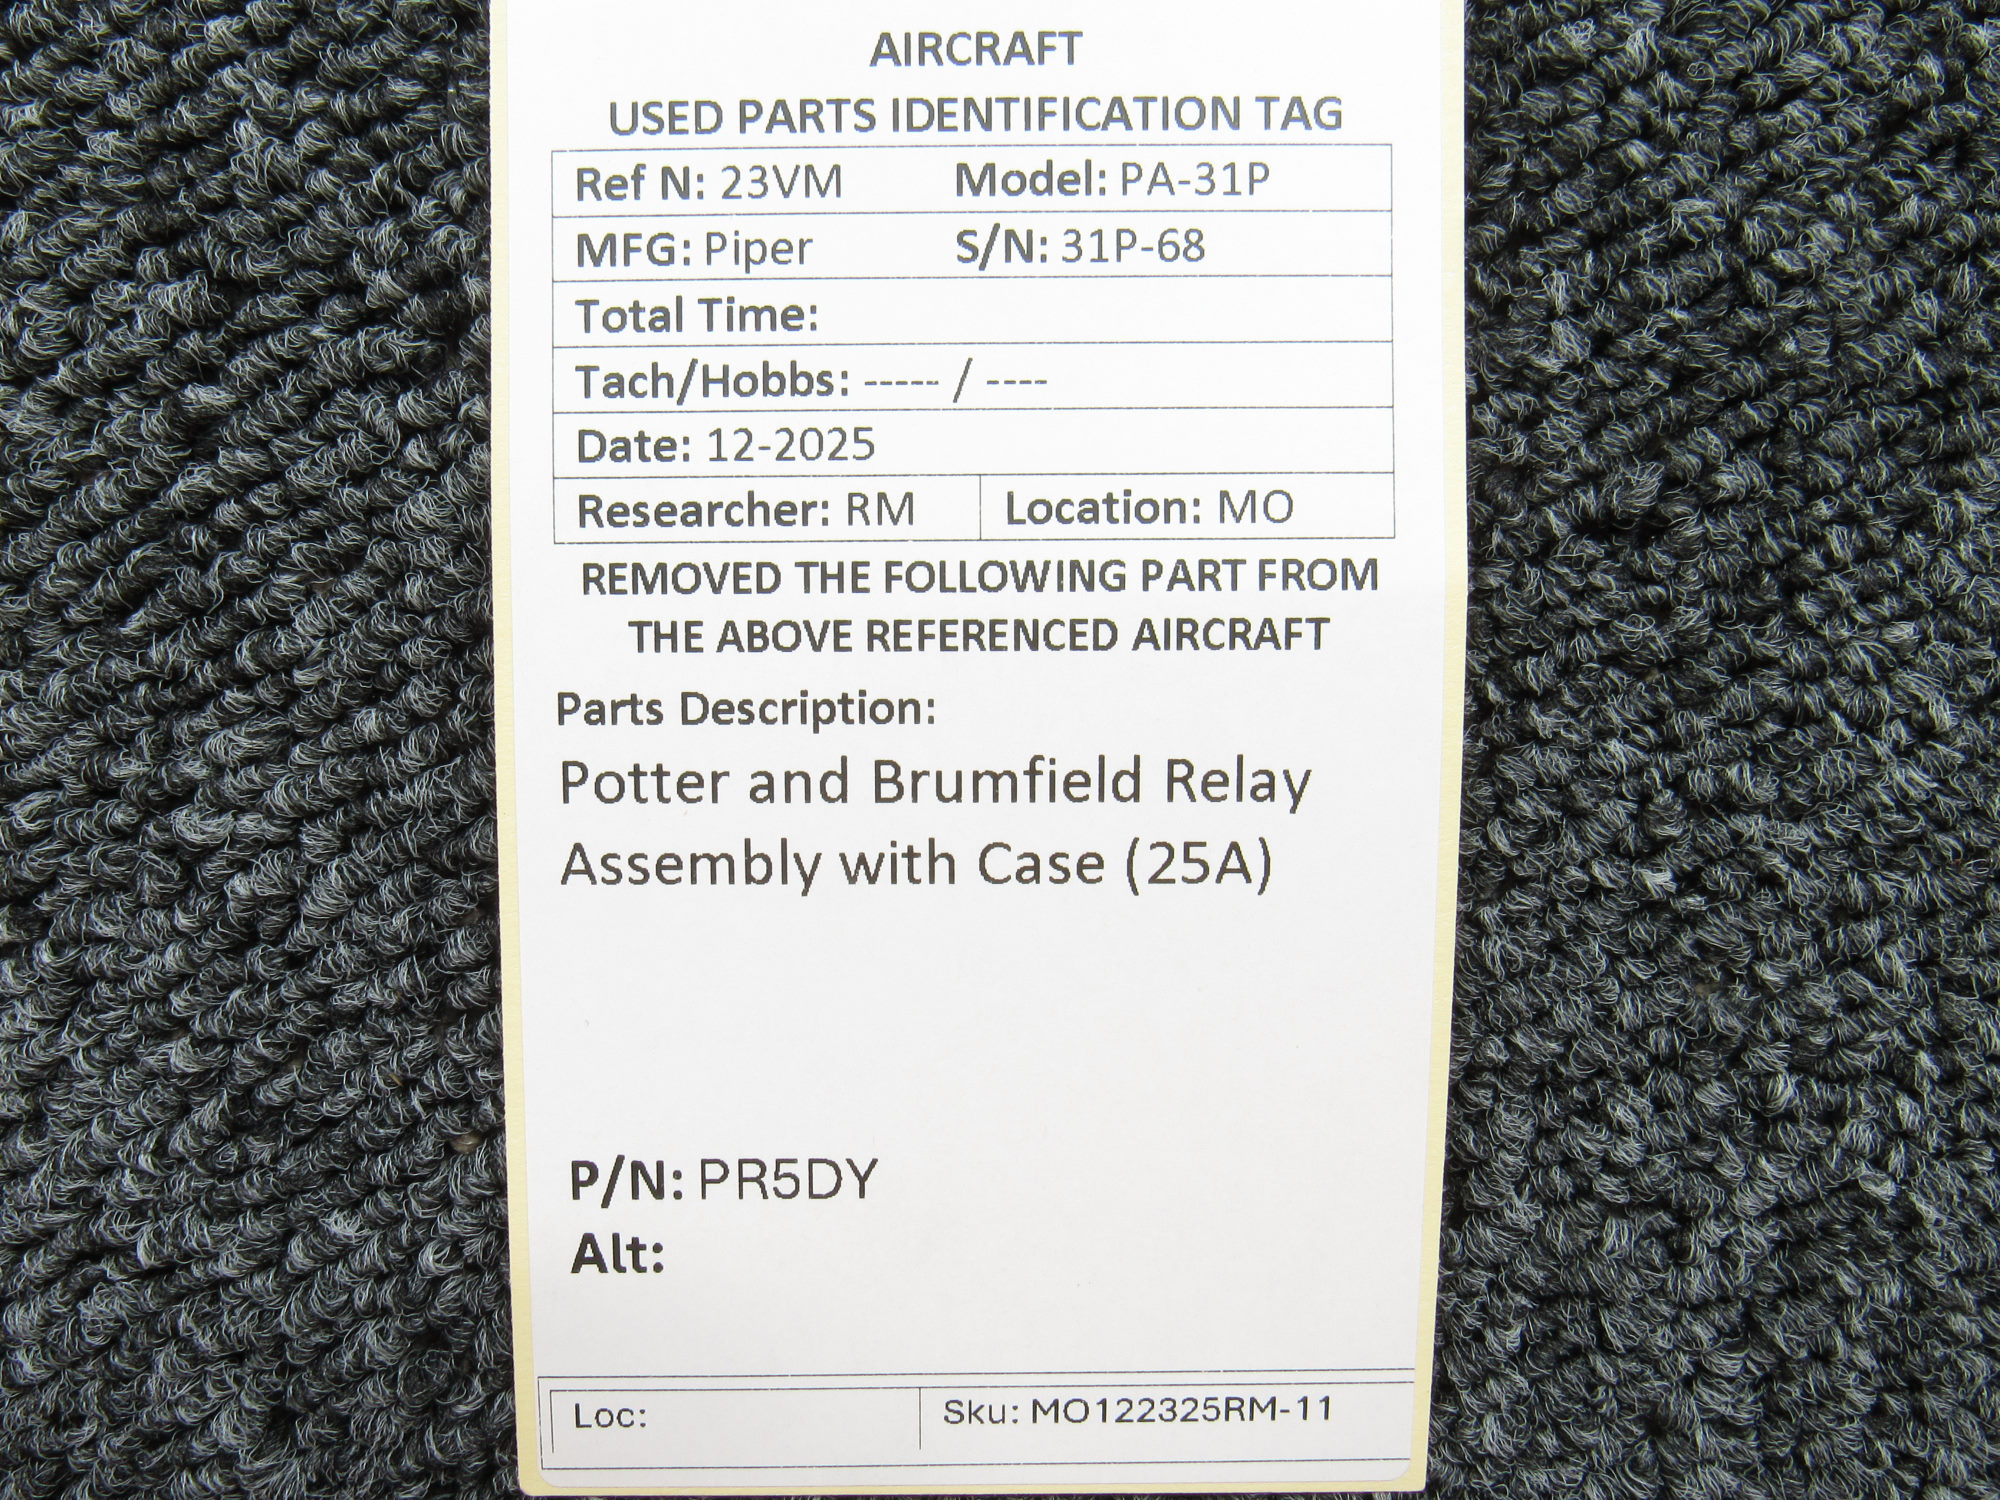 AIRCRAFT
USED PARTS IDENTIFICATION TAG
Ref N: 23VM Model: PA-31P
MFG: Piper S/N: 31P-68
Total Time:
Tach/Hobbs: ----- / ----
Date: 12-2025
Researcher: RM Location: MO
REMOVED THE FOLLOWING PART FROM
THE ABOVE REFERENCED AIRCRAFT
Parts Description:
Potter and Brumfield Relay
Assembly with Case (25A)
P/N: PR5DY
Alt:
Loc: Sku: MO122325RM-11